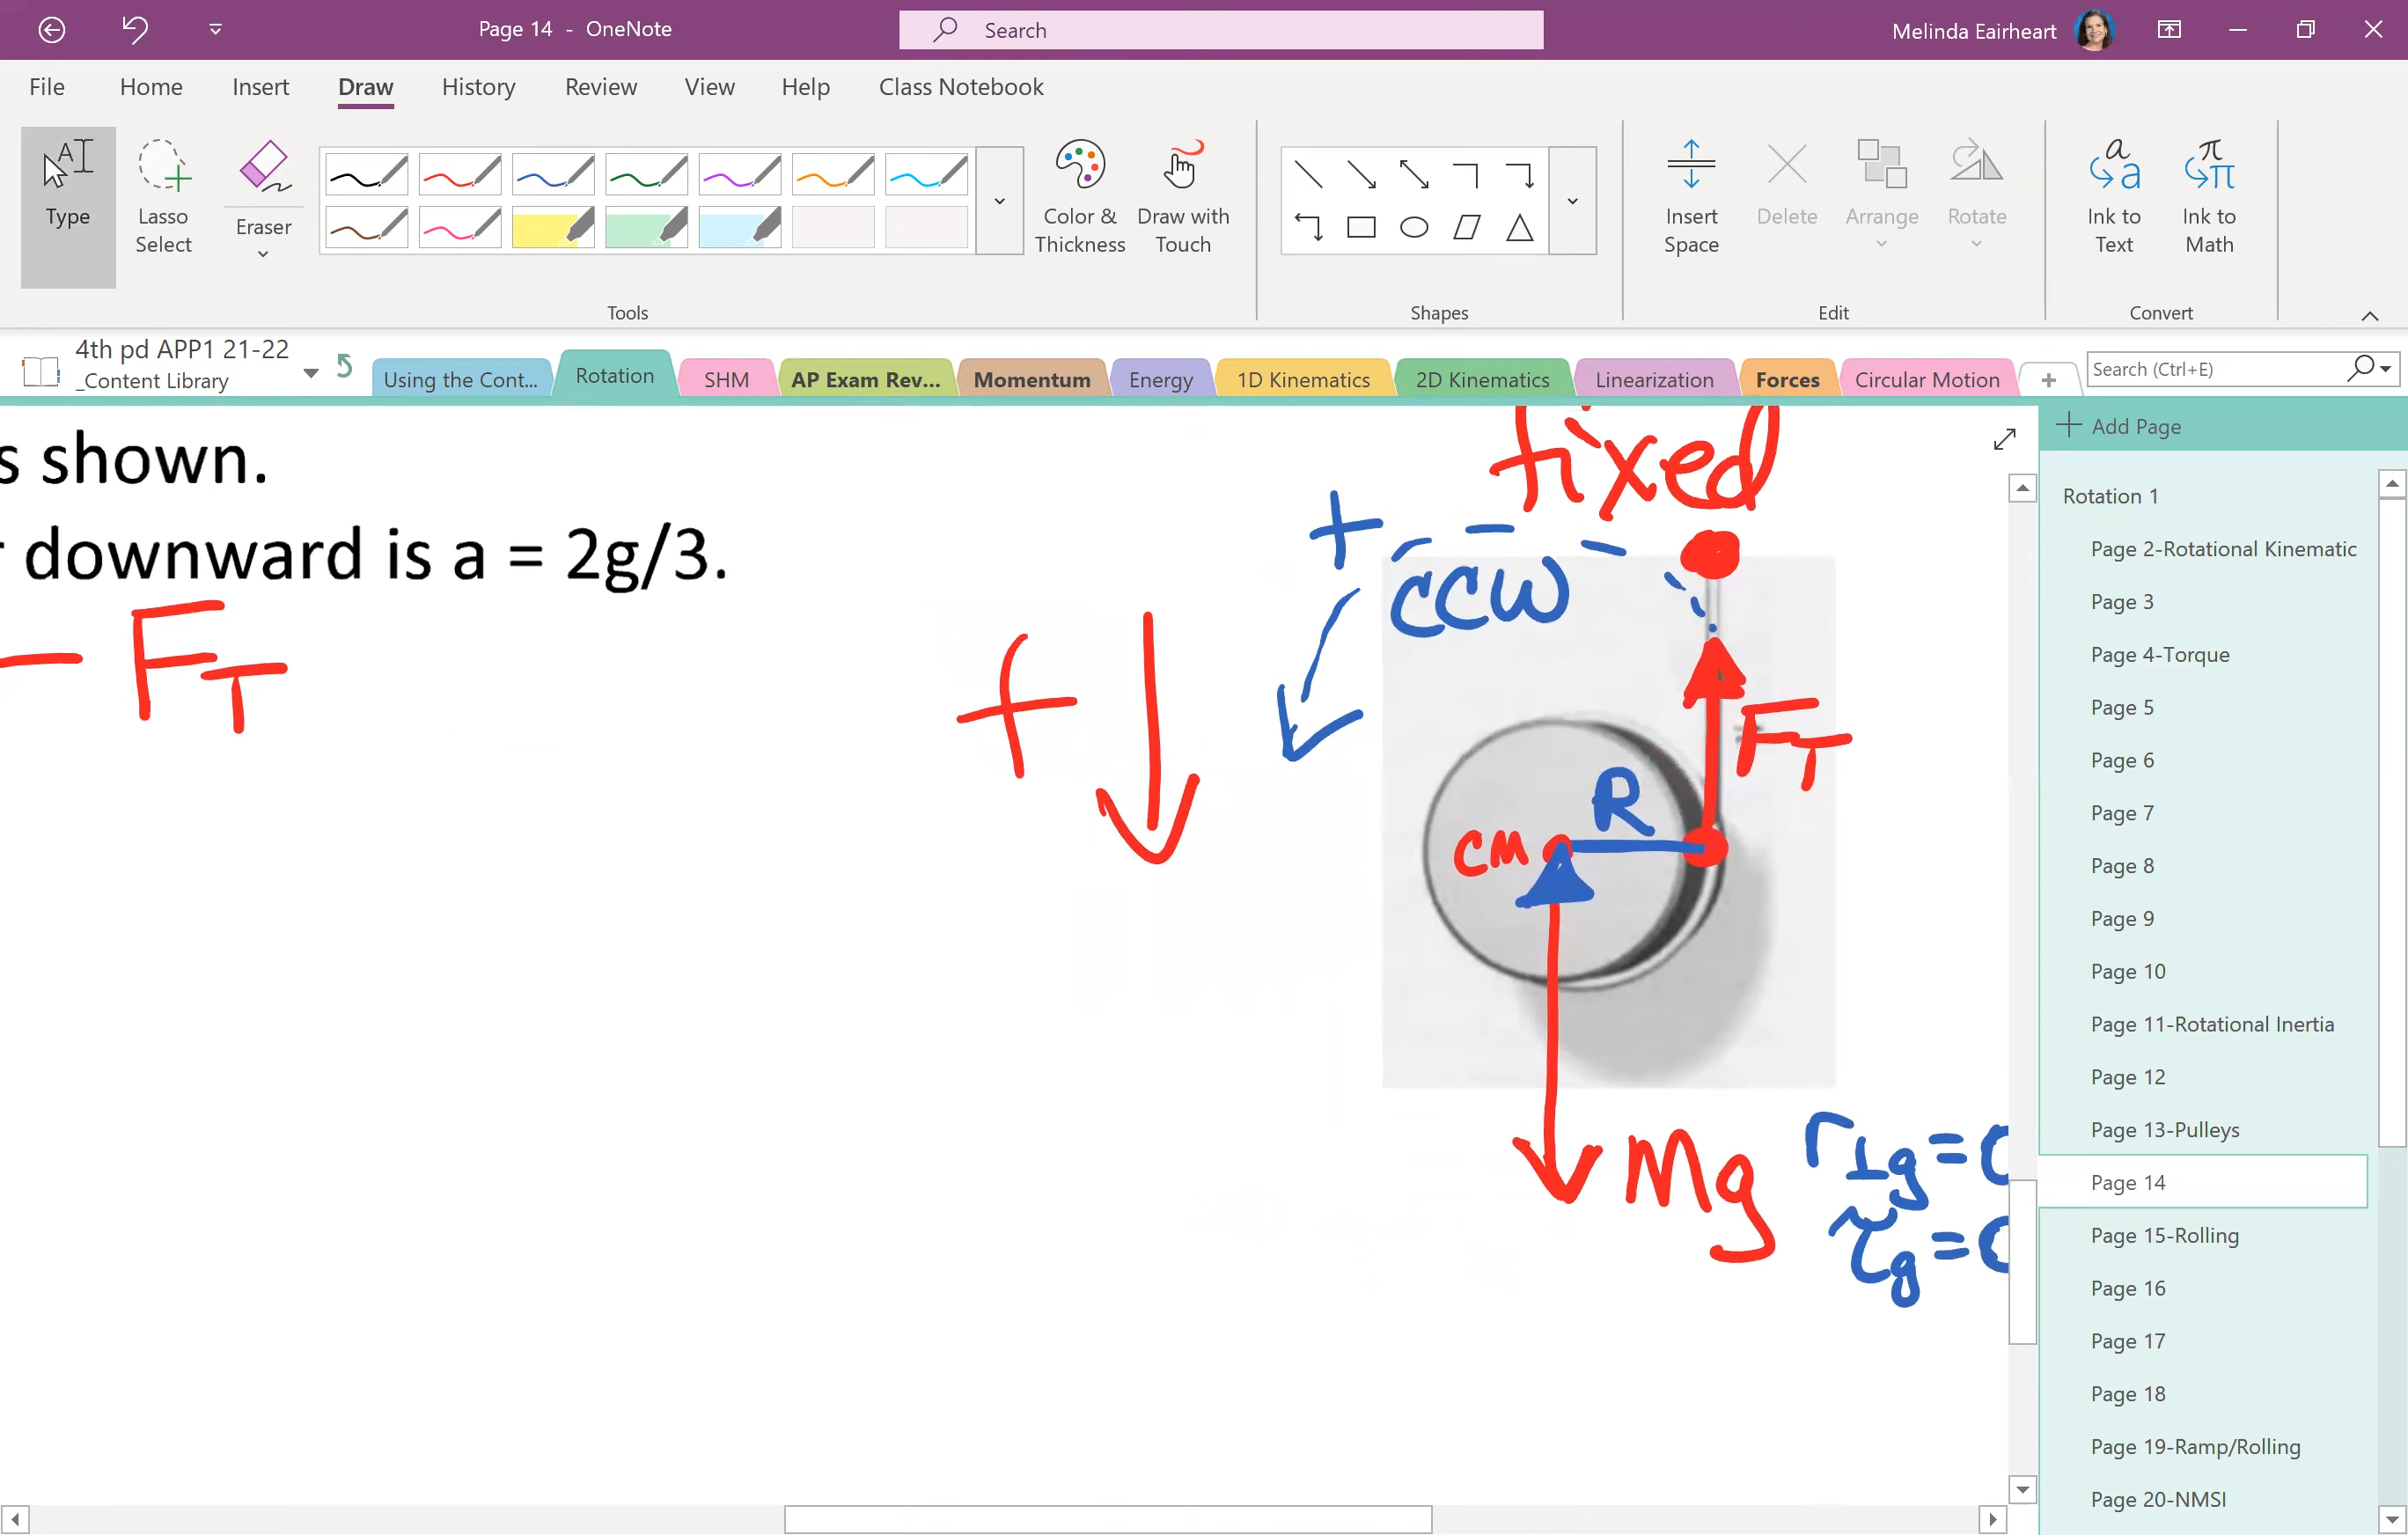 Page 14 - OneNote
Search
Melinda Eairheart
File Home Insert Draw History Review View Help Class Notebook
Type
Lasso Select
Eraser
Color & Thickness
Draw with Touch
Insert Space
Delete
Arrange
Rotate
Ink to Text
Ink to Math
Tools Shapes Edit Convert
4th pd APP1 21-22
_Content Library
Using the Cont... Rotation SHM AP Exam Rev... Momentum Energy 1D Kinematics 2D Kinematics Linearization Forces Circular Motion
Search (Ctrl+E)
Add Page
Rotation 1
Page 2-Rotational Kinematic
Page 3
Page 4-Torque
Page 5
Page 6
Page 7
Page 8
Page 9
Page 10
Page 11-Rotational Inertia
Page 12
Page 13-Pulleys
Page 14
Page 15-Rolling
Page 16
Page 17
Page 18
Page 19-Ramp/Rolling
Page 20-NMSI
s shown.
downward is a = 2g/3.
- F_T
+
fixed
+
CCW
F_T
R
CM
Mg
r⊥g=0
τg=0